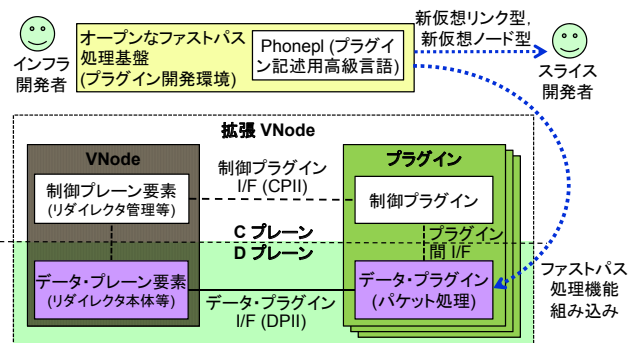 インフラ
開発者
オープンなファストパス
処理基盤
(プラグイン開発環境)
Phonepl (プラグイ
ン記述用高級言語)
新仮想リンク型,
新仮想ノード型
スライス
開発者
拡張 VNode
VNode
制御プレーン要素
(リダイレクタ管理等)
制御プラグイン
I/F (CPII)
プラグイン
制御プラグイン
C プレーン
D プレーン
プラグイン
間 I/F
データ・プレーン要素
(リダイレクタ本体等)
データ・プラグイン
I/F (DPII)
データ・プラグイン
(パケット処理)
ファストパス
処理機能
組み込み